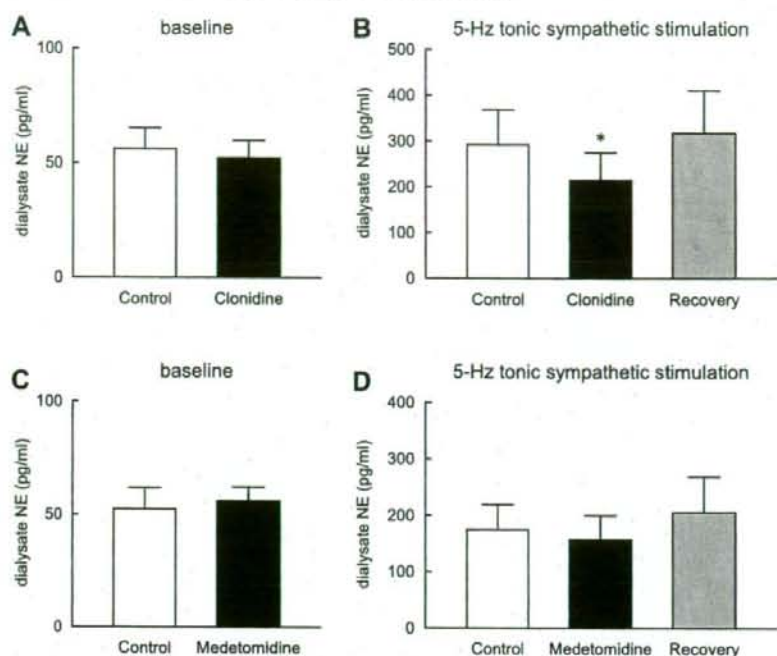 A
baseline
dialysate NE (pg/ml)
100
50
0
Control Clonidine
B
5-Hz tonic sympathetic stimulation
dialysate NE (pg/ml)
500
400
300
200
100
0
*
Control Clonidine Recovery
C
baseline
dialysate NE (pg/ml)
100
50
0
Control Medetomidine
D
5-Hz tonic sympathetic stimulation
dialysate NE (pg/ml)
400
300
200
100
0
Control Medetomidine Recovery